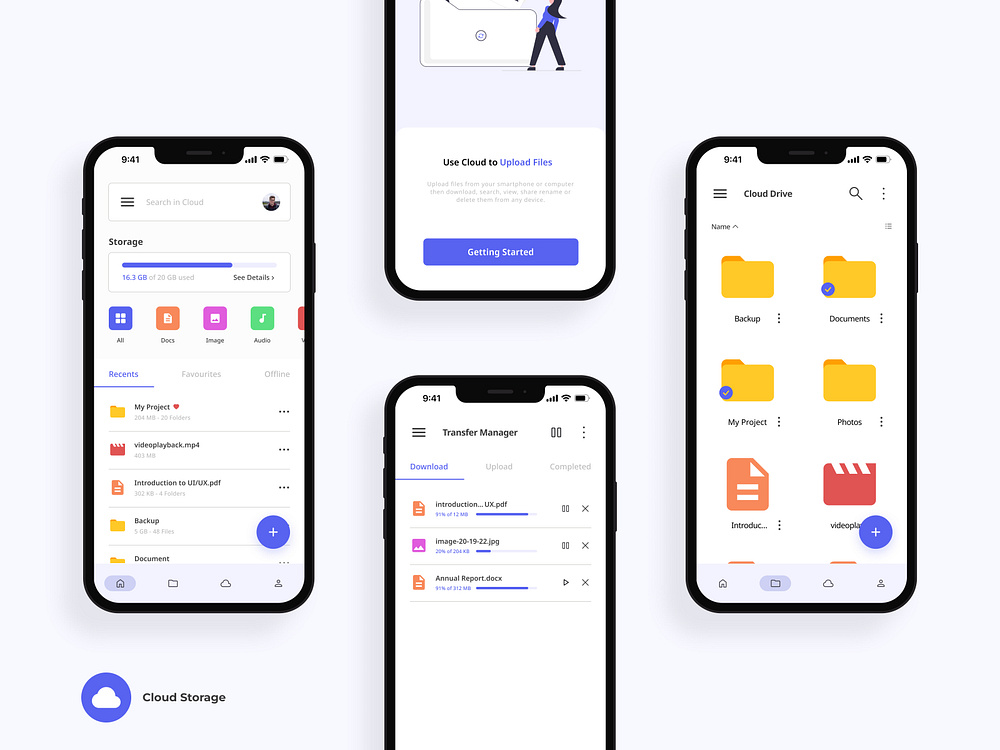 9:41
Search in Cloud
Storage
16.3 GB of 20 GB used
See Details ›
All
Docs
Image
Audio
Recents
Favourites
Offline
My Project
204 MB - 20 Folders
videoplayback.mp4
403 MB
Introduction to UI/UX.pdf
302 KB - 4 Folders
Backup
5 GB - 48 Files
Document
Use Cloud to Upload Files
Upload files from your smartphone or computer
then download, search, view, share rename or
delete them from any device.
Getting Started
9:41
Transfer Manager
Download
Upload
Completed
introduction... UX.pdf
91% of 12 MB
image-20-19-22.jpg
20% of 204 KB
Annual Report.docx
91% of 312 MB
9:41
Cloud Drive
Name
Backup
Documents
My Project
Photos
Introduc...
videopla
Cloud Storage